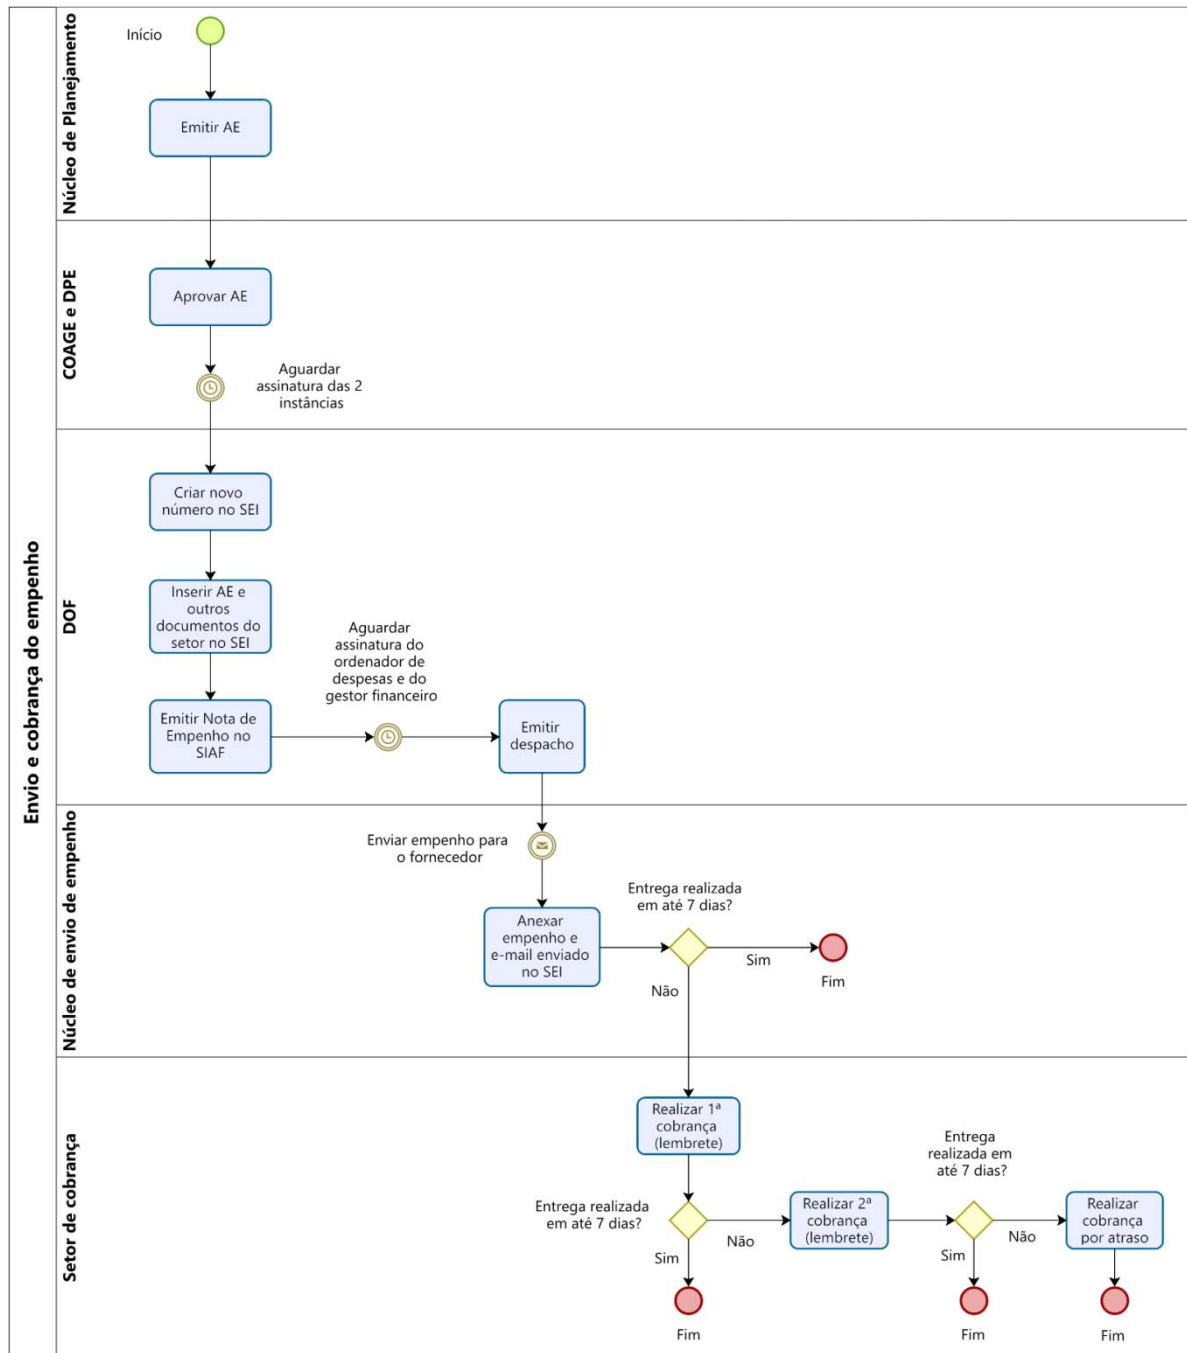 Envio e cobrança do empenho
Núcleo de Planejamento
Início
Emitir AE
COAGE e DPE
Aprovar AE
Aguardar
assinatura das 2
instâncias
DOF
Criar novo
número no SEI
Inserir AE e
outros
documentos do
setor no SEI
Emitir Nota de
Empenho no
SIAF
Aguardar
assinatura do
ordenador de
despesas e do
gestor financeiro
Emitir
despacho
Núcleo de envio de empenho
Enviar empenho para
o fornecedor
Anexar
empenho e
e-mail enviado
no SEI
Entrega realizada
em até 7 dias?
Sim
Fim
Não
Setor de cobrança
Realizar 1ª
cobrança
(lembrete)
Entrega realizada
em até 7 dias?
Sim
Fim
Não
Realizar 2ª
cobrança
(lembrete)
Entrega
realizada em
até 7 dias?
Sim
Fim
Não
Realizar
cobrança
por atraso
Fim